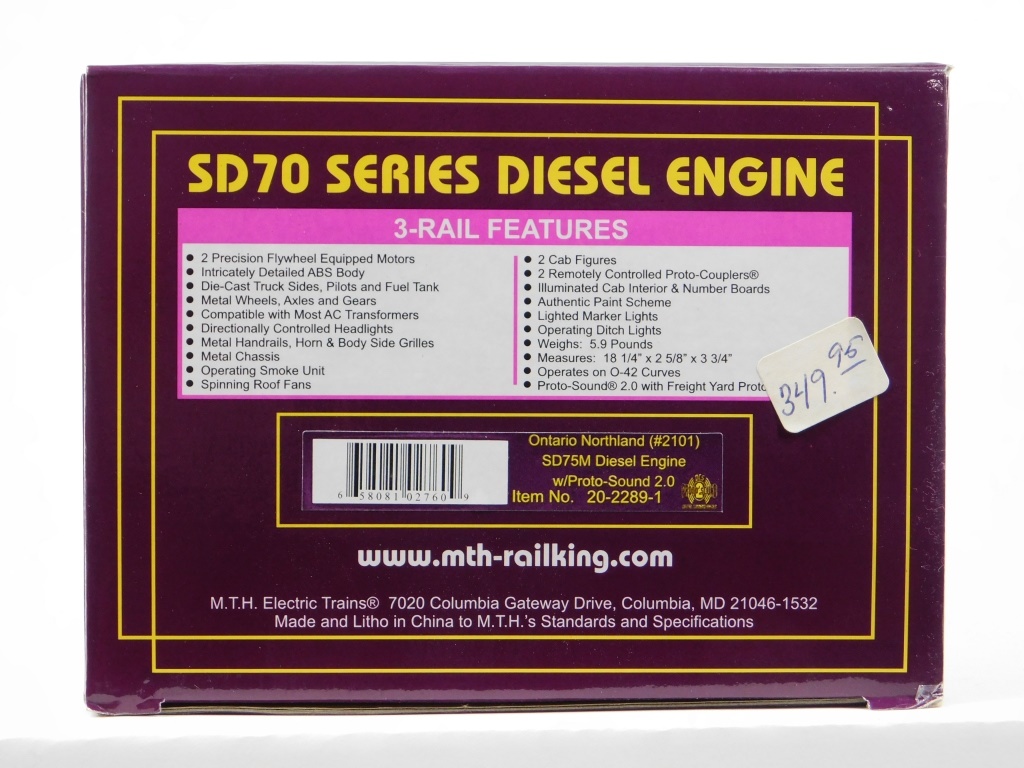 SD70 SERIES DIESEL ENGINE
3-RAIL FEATURES
• 2 Precision Flywheel Equipped Motors
• Intricately Detailed ABS Body
• Die-Cast Truck Sides, Pilots and Fuel Tank
• Metal Wheels, Axles and Gears
• Compatible with Most AC Transformers
• Directionally Controlled Headlights
• Metal Handrails, Horn & Body Side Grilles
• Metal Chassis
• Operating Smoke Unit
• Spinning Roof Fans
• 2 Cab Figures
• 2 Remotely Controlled Proto-Couplers®
• Illuminated Cab Interior & Number Boards
• Authentic Paint Scheme
• Lighted Marker Lights
• Operating Ditch Lights
• Weighs: 5.9 Pounds
• Measures: 18 1/4" x 2 5/8" x 3 3/4"
• Operates on O-42 Curves
• Proto-Sound® 2.0 with Freight Yard Proto
349.95
6 58081 02760 9
Ontario Northland (#2101)
SD75M Diesel Engine
w/Proto-Sound 2.0
Item No. 20-2289-1
2
www.mth-railking.com
M.T.H. Electric Trains® 7020 Columbia Gateway Drive, Columbia, MD 21046-1532
Made and Litho in China to M.T.H.'s Standards and Specifications